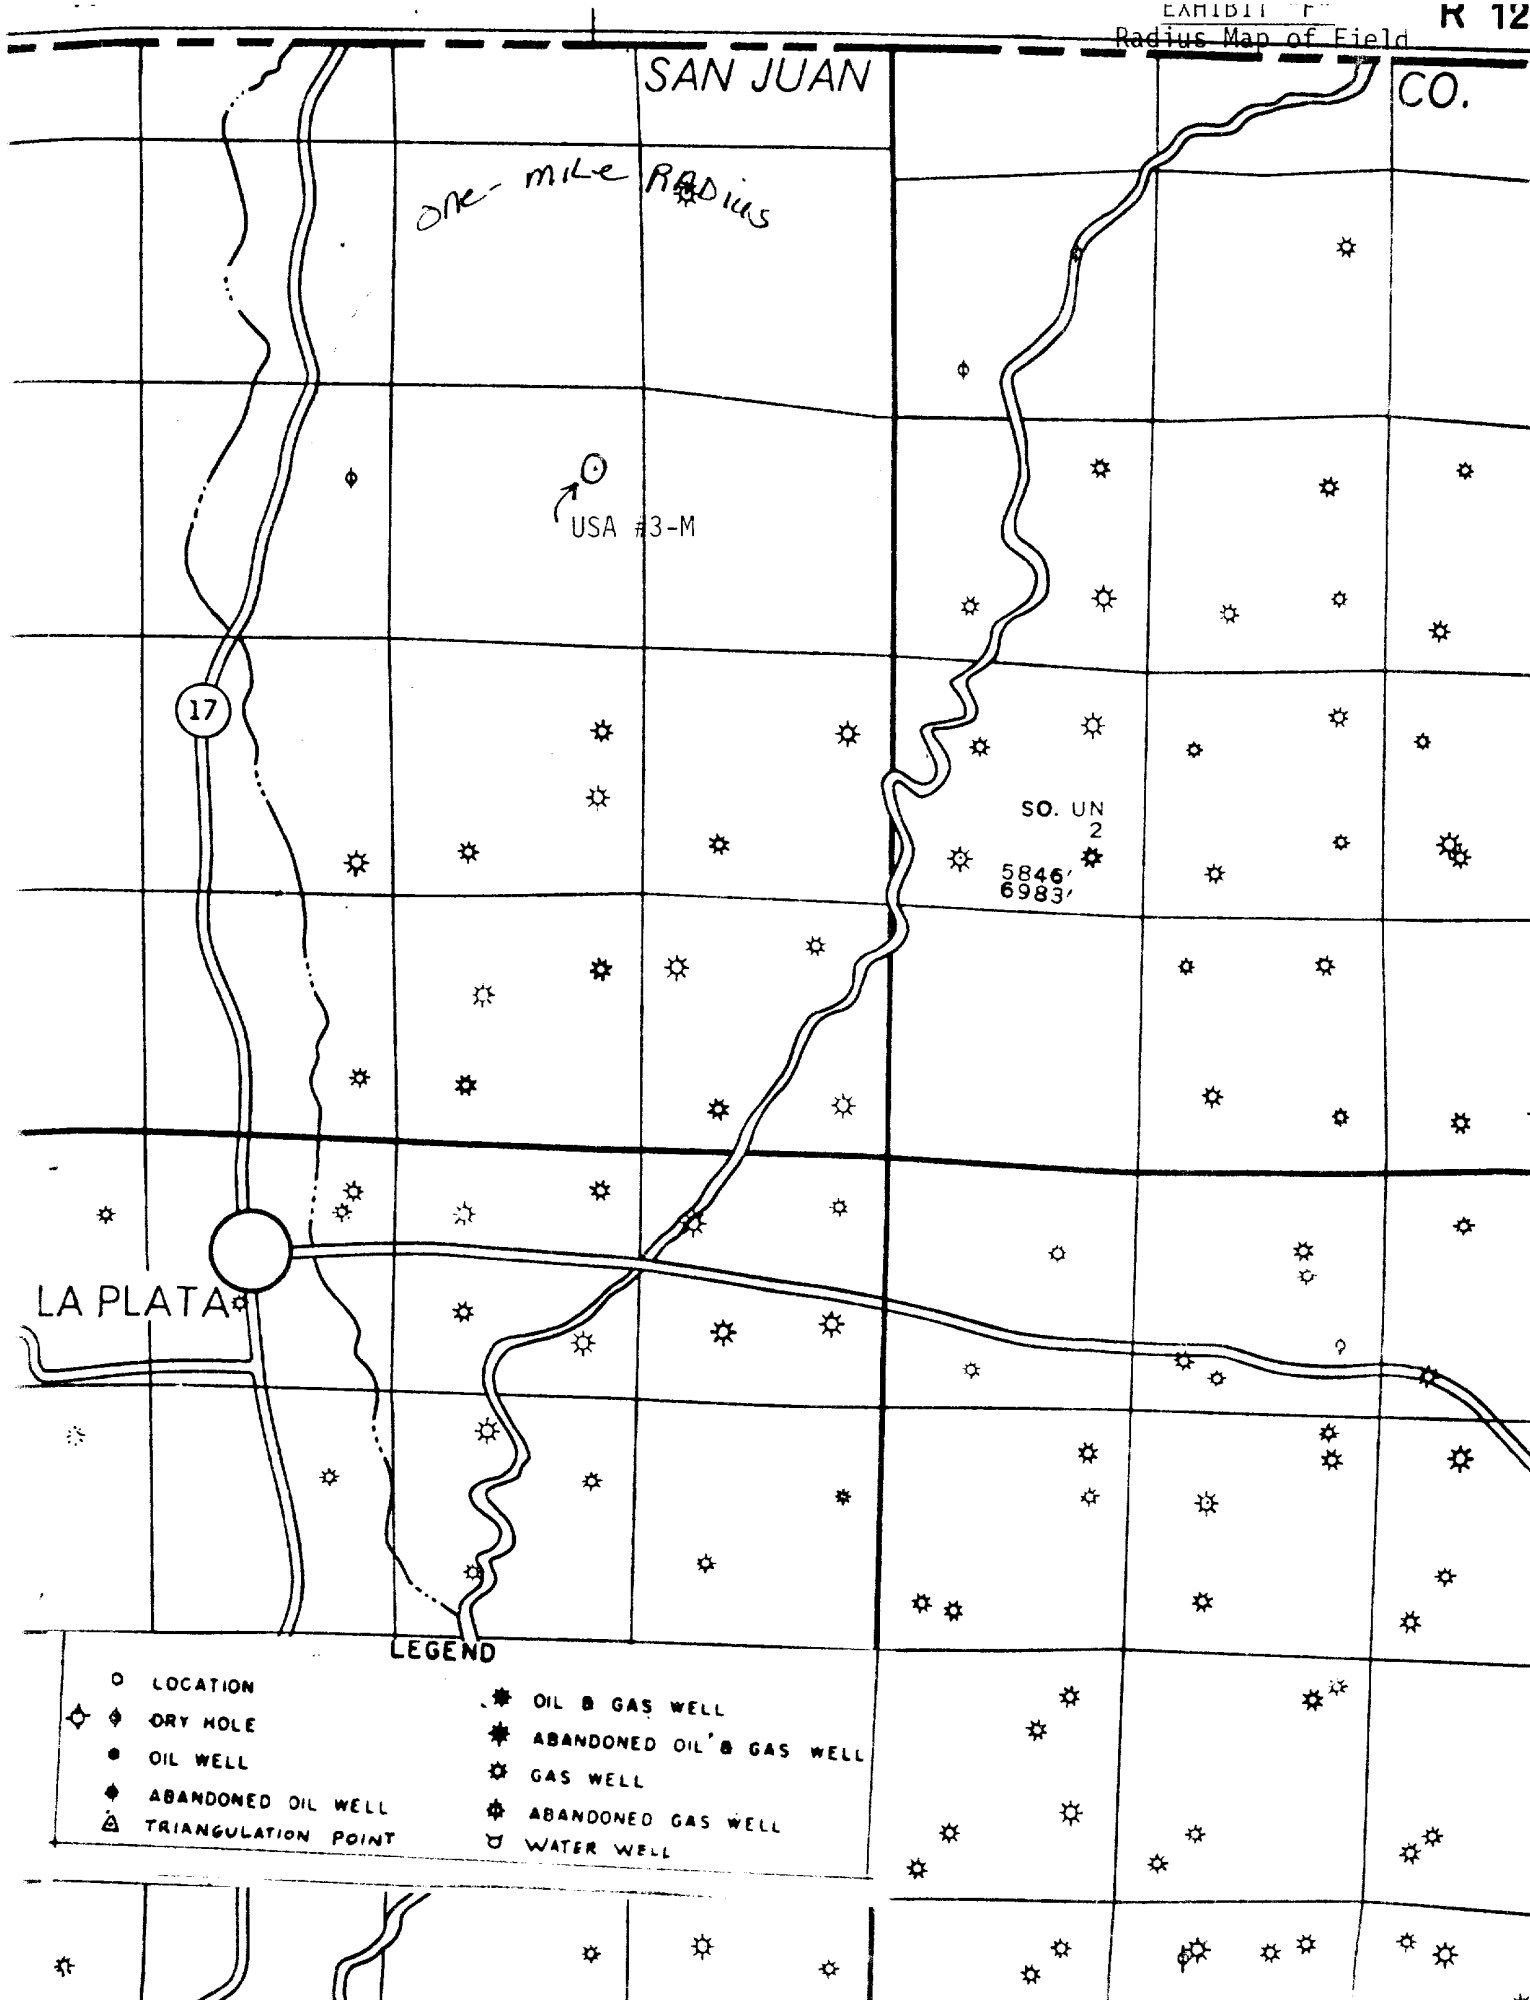 EXHIBIT "F"
R 12
Radius Map of Field
SAN JUAN
CO.
one-mile RADius
USA #3-M
17
SO. UN
2
5846'
6983'
LA PLATA
LEGEND
LOCATION
DRY HOLE
OIL WELL
ABANDONED OIL WELL
TRIANGULATION POINT
OIL & GAS WELL
ABANDONED OIL & GAS WELL
GAS WELL
ABANDONED GAS WELL
WATER WELL